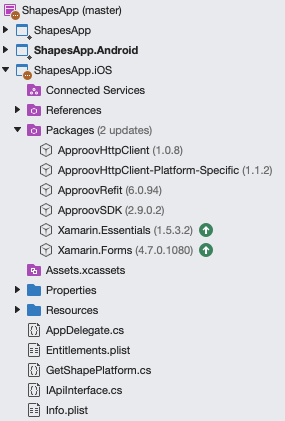 ShapesApp (master)
ShapesApp
ShapesApp.Android
ShapesApp.iOS
Connected Services
References
Packages (2 updates)
ApproovHttpClient (1.0.8)
ApproovHttpClient-Platform-Specific (1.1.2)
ApproovRefit (6.0.94)
ApproovSDK (2.9.0.2)
Xamarin.Essentials (1.5.3.2)
Xamarin.Forms (4.7.0.1080)
Assets.xcassets
Properties
Resources
AppDelegate.cs
Entitlements.plist
GetShapePlatform.cs
IApiInterface.cs
Info.plist